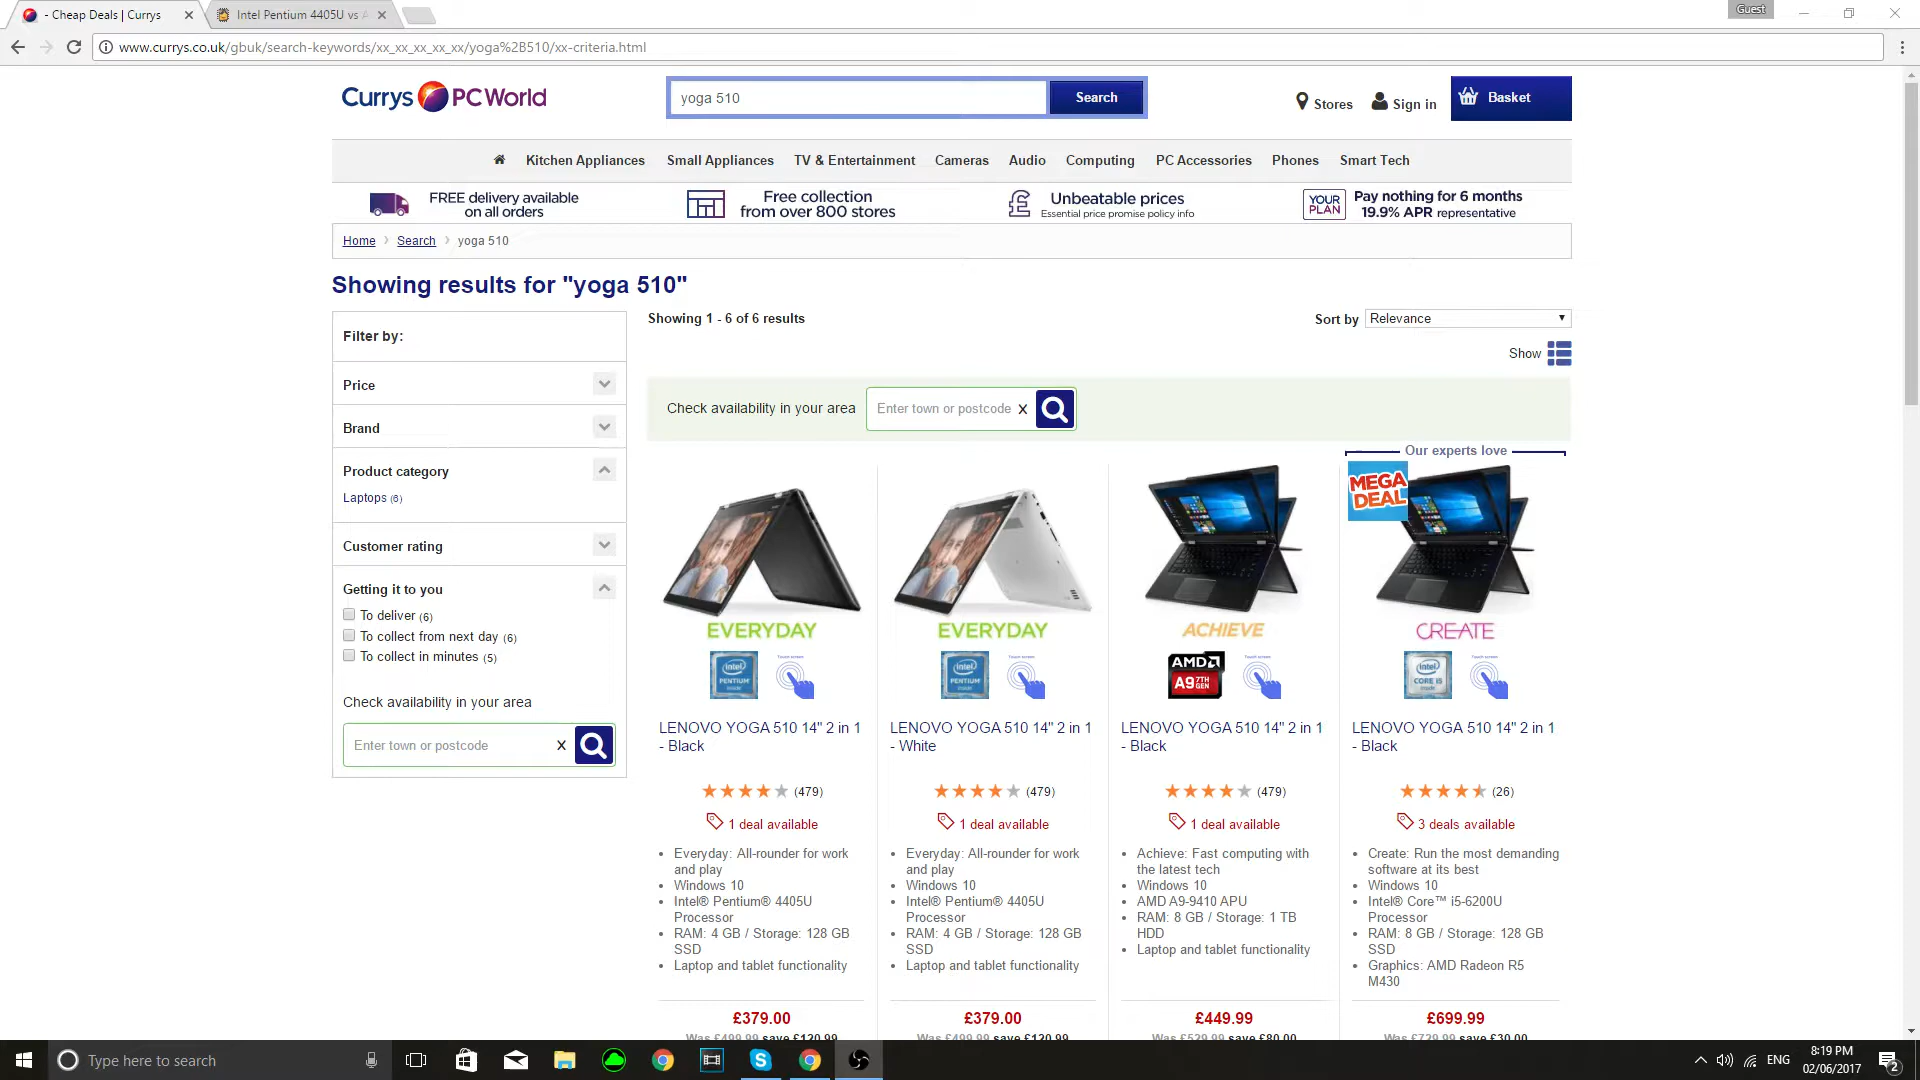 - Cheap Deals | Currys
Intel Pentium 4405U vs A
Guest
www.currys.co.uk/gbuk/search-keywords/xx_xx_xx_xx_xx/yoga%2B510/xx-criteria.html
Currys PC World
yoga 510
Search
Stores
Sign in
Basket
Kitchen Appliances
Small Appliances
TV & Entertainment
Cameras
Audio
Computing
PC Accessories
Phones
Smart Tech
FREE delivery available
on all orders
Free collection
from over 800 stores
Unbeatable prices
Essential price promise policy info
YOUR
PLAN
Pay nothing for 6 months
19.9% APR representative
Home › Search › yoga 510
Showing results for "yoga 510"
Filter by:
Price
Brand
Product category
Laptops (6)
Customer rating
Getting it to you
To deliver (6)
To collect from next day (6)
To collect in minutes (5)
Check availability in your area
Enter town or postcode X
Showing 1 - 6 of 6 results
Sort by Relevance
Show
Check availability in your area
Enter town or postcode X
EVERYDAY
intel
PENTIUM
inside
Touch screen
LENOVO YOGA 510 14" 2 in 1
- Black
(479)
1 deal available
Everyday: All-rounder for work
and play
Windows 10
Intel® Pentium® 4405U
Processor
RAM: 4 GB / Storage: 128 GB
SSD
Laptop and tablet functionality
£379.00
Was £499.99 save £120.99
EVERYDAY
intel
PENTIUM
inside
Touch screen
LENOVO YOGA 510 14" 2 in 1
- White
(479)
1 deal available
Everyday: All-rounder for work
and play
Windows 10
Intel® Pentium® 4405U
Processor
RAM: 4 GB / Storage: 128 GB
SSD
Laptop and tablet functionality
£379.00
Was £499.99 save £120.99
ACHIEVE
AMD
A9 7TH
GEN
Touch screen
LENOVO YOGA 510 14" 2 in 1
- Black
(479)
1 deal available
Achieve: Fast computing with
the latest tech
Windows 10
AMD A9-9410 APU
RAM: 8 GB / Storage: 1 TB
HDD
Laptop and tablet functionality
£449.99
Was £529.99 save £80.00
Our experts love
MEGA
DEAL
CREATE
intel
CORE i5
inside
Touch screen
LENOVO YOGA 510 14" 2 in 1
- Black
(26)
3 deals available
Create: Run the most demanding
software at its best
Windows 10
Intel® Core™ i5-6200U
Processor
RAM: 8 GB / Storage: 128 GB
SSD
Graphics: AMD Radeon R5
M430
£699.99
Was £729.99 save £30.00
Type here to search
ENG
8:19 PM
02/06/2017
2